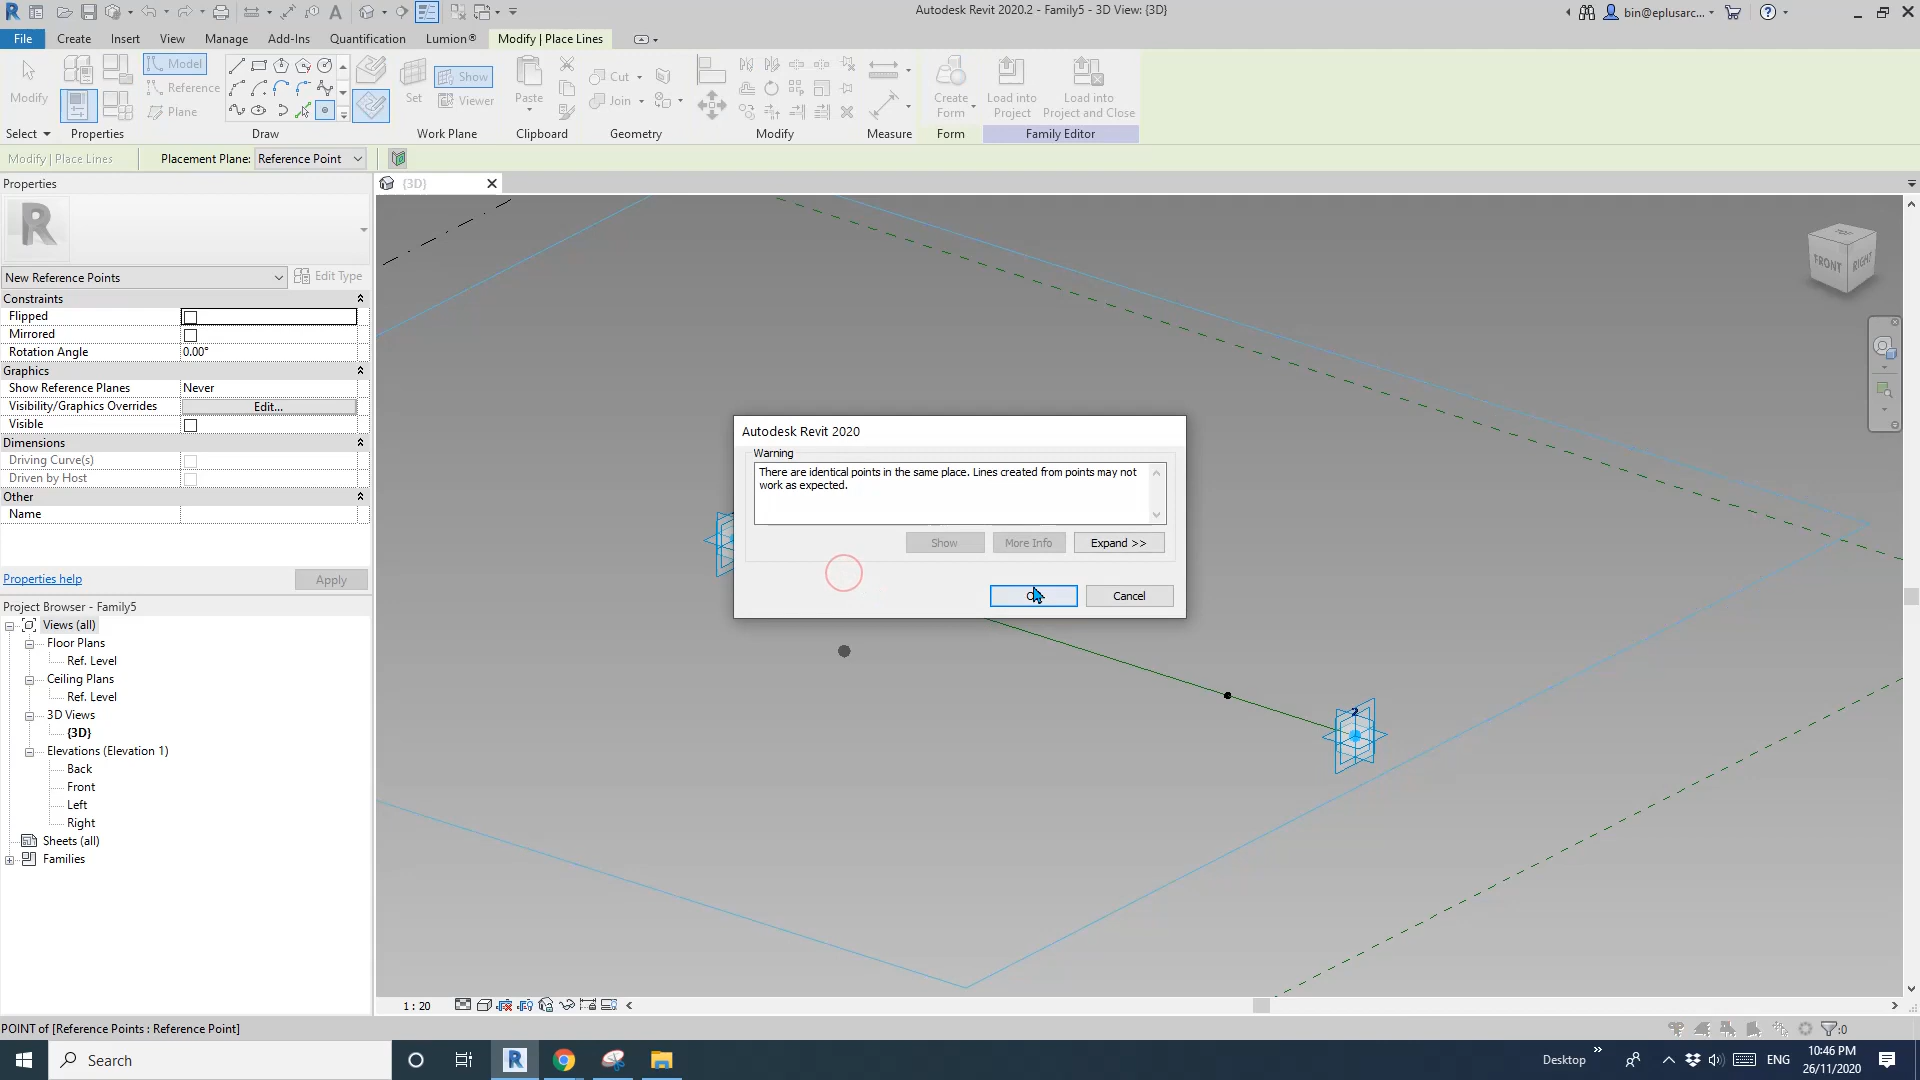 Autodesk Revit 2020.2 - Family5 - 3D View: {3D}
bin@eplusarc...
File Create Insert View Manage Add-Ins Quantification Lumion® Modify | Place Lines
Modify
Model
Reference
Plane
Set
Show
Viewer
Paste
Cut
Join
Create Form
Load into Project
Load into Project and Close
Select Properties Draw Work Plane Clipboard Geometry Modify Measure Form Family Editor
Modify | Place Lines Placement Plane: Reference Point
Properties
{3D}
R
New Reference Points Edit Type
Constraints
Flipped
Mirrored
Rotation Angle 0.00°
Graphics
Show Reference Planes Never
Visibility/Graphics Overrides Edit...
Visible
Dimensions
Driving Curve(s)
Driven by Host
Other
Name
Properties help Apply
Project Browser - Family5
Views (all)
Floor Plans
Ref. Level
Ceiling Plans
Ref. Level
3D Views
{3D}
Elevations (Elevation 1)
Back
Front
Left
Right
Sheets (all)
Families
TOP
FRONT RIGHT
Autodesk Revit 2020
Warning
There are identical points in the same place. Lines created from points may not
work as expected.
Show More Info Expand >>
Cancel
2
1 : 20
POINT of [Reference Points : Reference Point]
:0
Search
Desktop
ENG
10:46 PM
26/11/2020